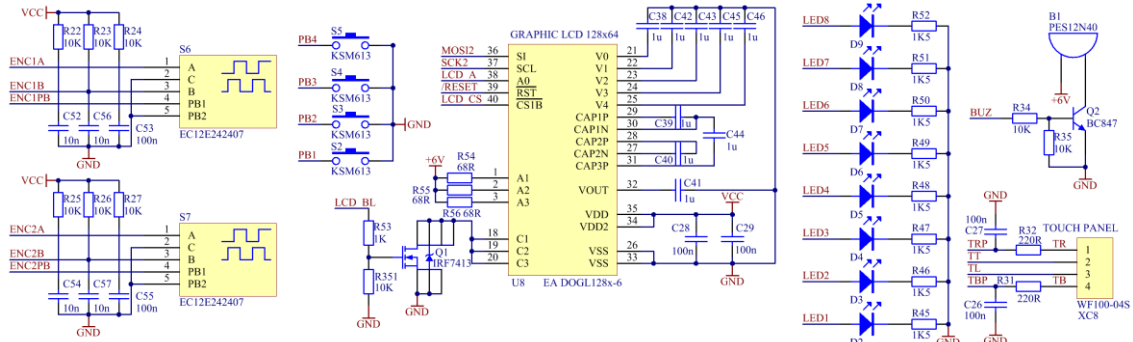 VCC
R22 R23 R24
10K 10K 10K
S6
ENC1A
ENC1B
ENC1PB
1 A
2 C
3 B
4 PB1
5 PB2
C52 C56 C53
10n 10n 100n
EC12E242407
GND
VCC
R25 R26 R27
10K 10K 10K
S7
ENC2A
ENC2B
ENC2PB
1 A
2 C
3 B
4 PB1
5 PB2
C54 C57 C55
10n 10n 100n
EC12E242407
GND
PB4
S5
KSM613
PB3
S4
KSM613
PB2
S3
KSM613
PB1
S2
KSM613
GND
GRAPHIC LCD 128x64
MOSI2 36 SI
SCK2 37 SCL
LCD_A 38 A0
/RESET 39 RST
LCD_CS 40 CS1B
+6V
R54
68R
R55
68R
R56 68R
1 A1
2 A2
3 A3
18 C1
19 C2
20 C3
LCD_BL
R53
1K
R351
10K
Q1
IRF7413
GND
GND
U8
EA DOGL128x-6
C38 C42 C43 C45 C46
1u 1u 1u 1u 1u
V0 21
V1 22
V2 23
V3 24
V4 25
CAP1P 29
CAP1N 30
CAP2P 28
CAP2N 27
CAP3P 31
C39 1u
C40 1u
C44
1u
VOUT 32
C41
1u
VDD 35
VDD2 34
VSS 26
VSS 33
VCC
C28
100n
C29
100n
GND
LED8 D9 R52 1K5
LED7 D8 R51 1K5
LED6 D7 R50 1K5
LED5 D6 R49 1K5
LED4 D5 R48 1K5
LED3 D4 R47 1K5
LED2 D3 R46 1K5
LED1 D2 R45 1K5
GND
B1
PES12N40
+6V
BUZ
R34
10K
R35
10K
Q2
BC847
GND
GND
100n
C27
R32
220R
TOUCH PANEL
TRP TR 1
TT 2
TL 3
TBP TB 4
R31
220R
C26
100n
GND
WF100-04S
XC8